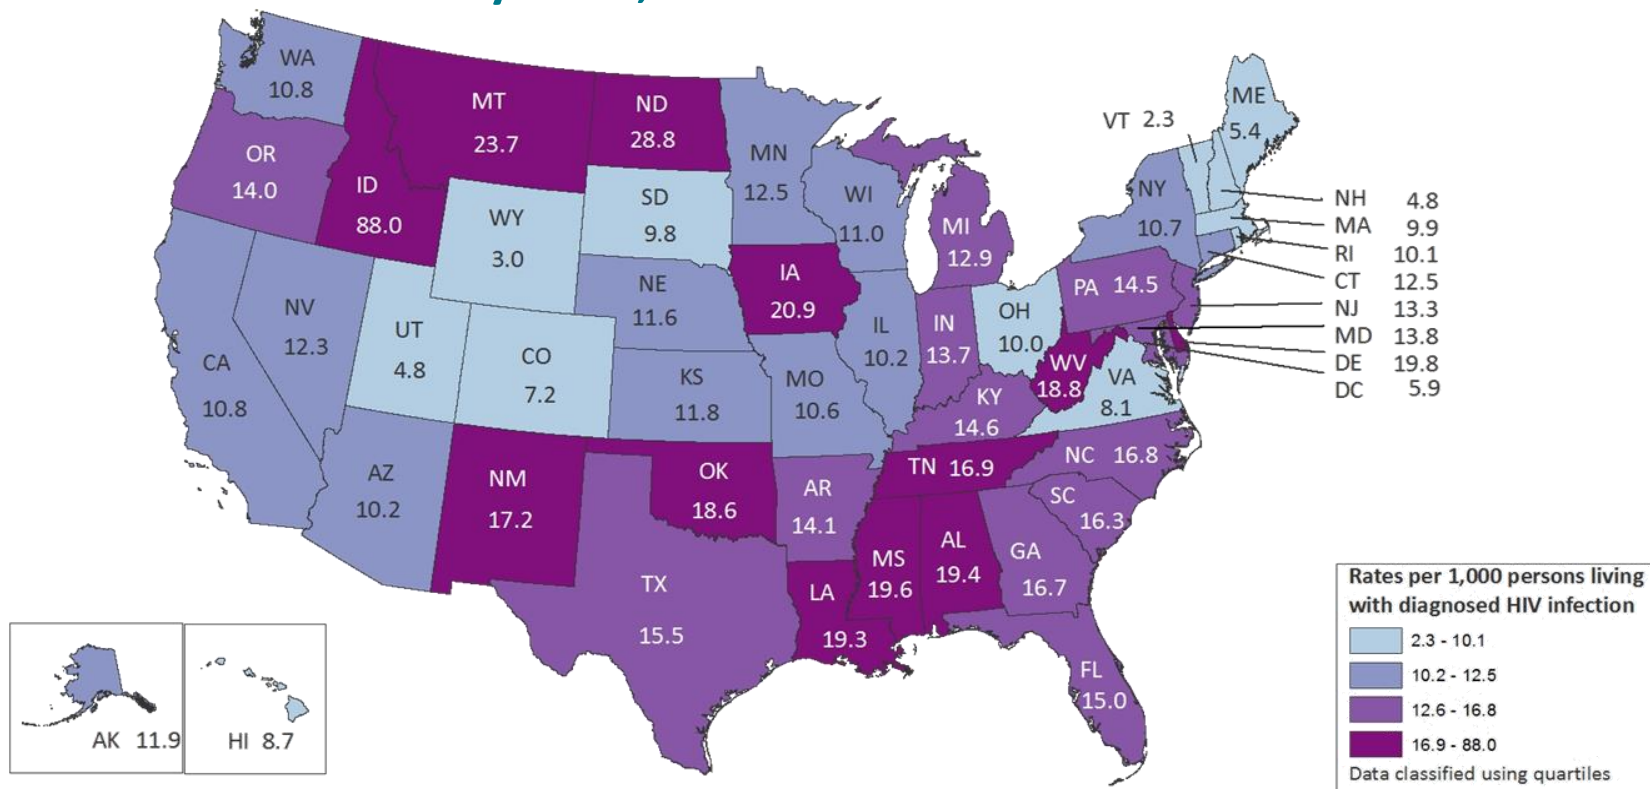 WA
10.8
MT
23.7
ND
28.8
MN
12.5
OR
14.0
ID
88.0
WY
3.0
SD
9.8
WI
11.0
MI
12.9
NY
10.7
VT 2.3
ME
5.4
NH 4.8
MA 9.9
RI 10.1
CT 12.5
NJ 13.3
MD 13.8
DE 19.8
DC 5.9
CA
10.8
NV
12.3
UT
4.8
CO
7.2
NE
11.6
IA
20.9
IL
10.2
IN
13.7
OH
10.0
PA 14.5
WV
18.8
VA
8.1
KS
11.8
MO
10.6
KY
14.6
AZ
10.2
NM
17.2
OK
18.6
AR
14.1
TN 16.9
NC 16.8
SC
16.3
TX
15.5
LA
19.3
MS
19.6
AL
19.4
GA
16.7
FL
15.0
AK 11.9
HI 8.7
Rates per 1,000 persons living
with diagnosed HIV infection
2.3 - 10.1
10.2 - 12.5
12.6 - 16.8
16.9 - 88.0
Data classified using quartiles